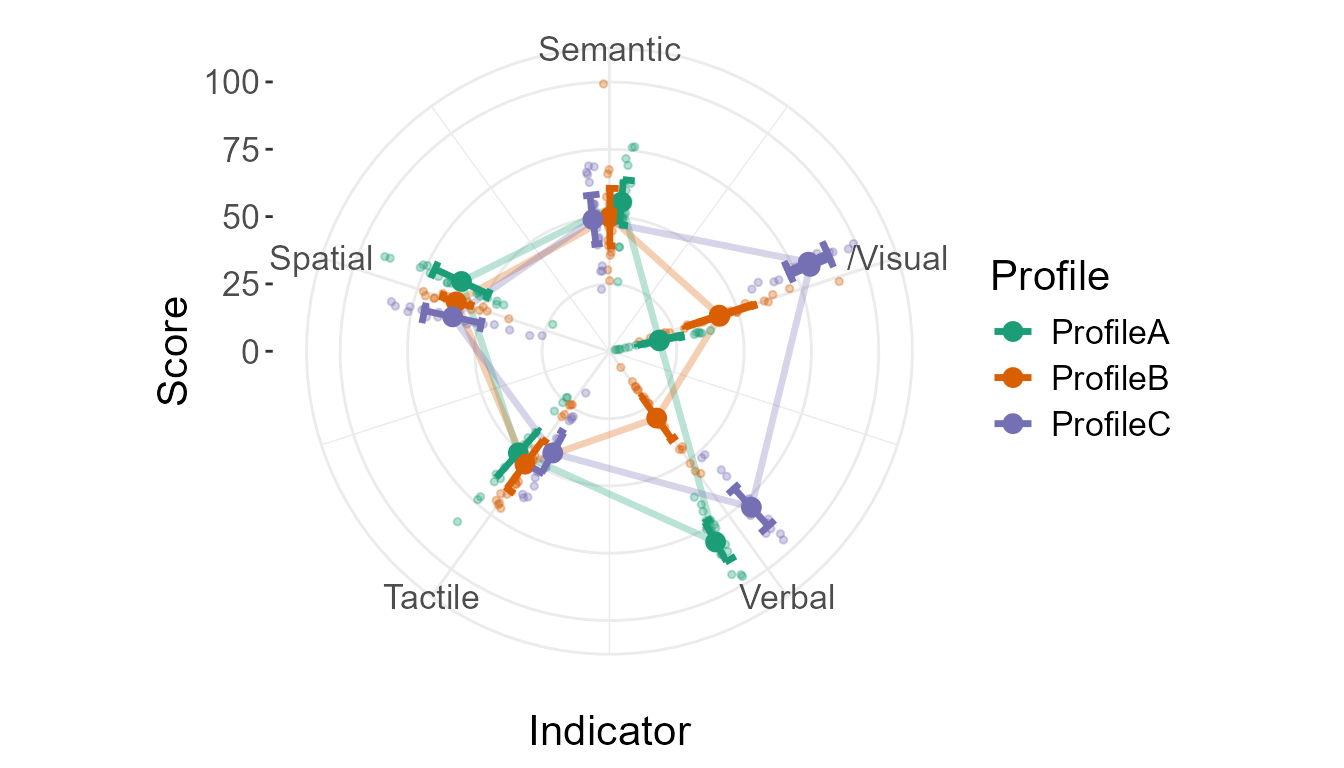 Semantic
100
75
50
25
0
Score
Spatial
/Visual
Tactile
Verbal
Indicator
Profile
ProfileA
ProfileB
ProfileC